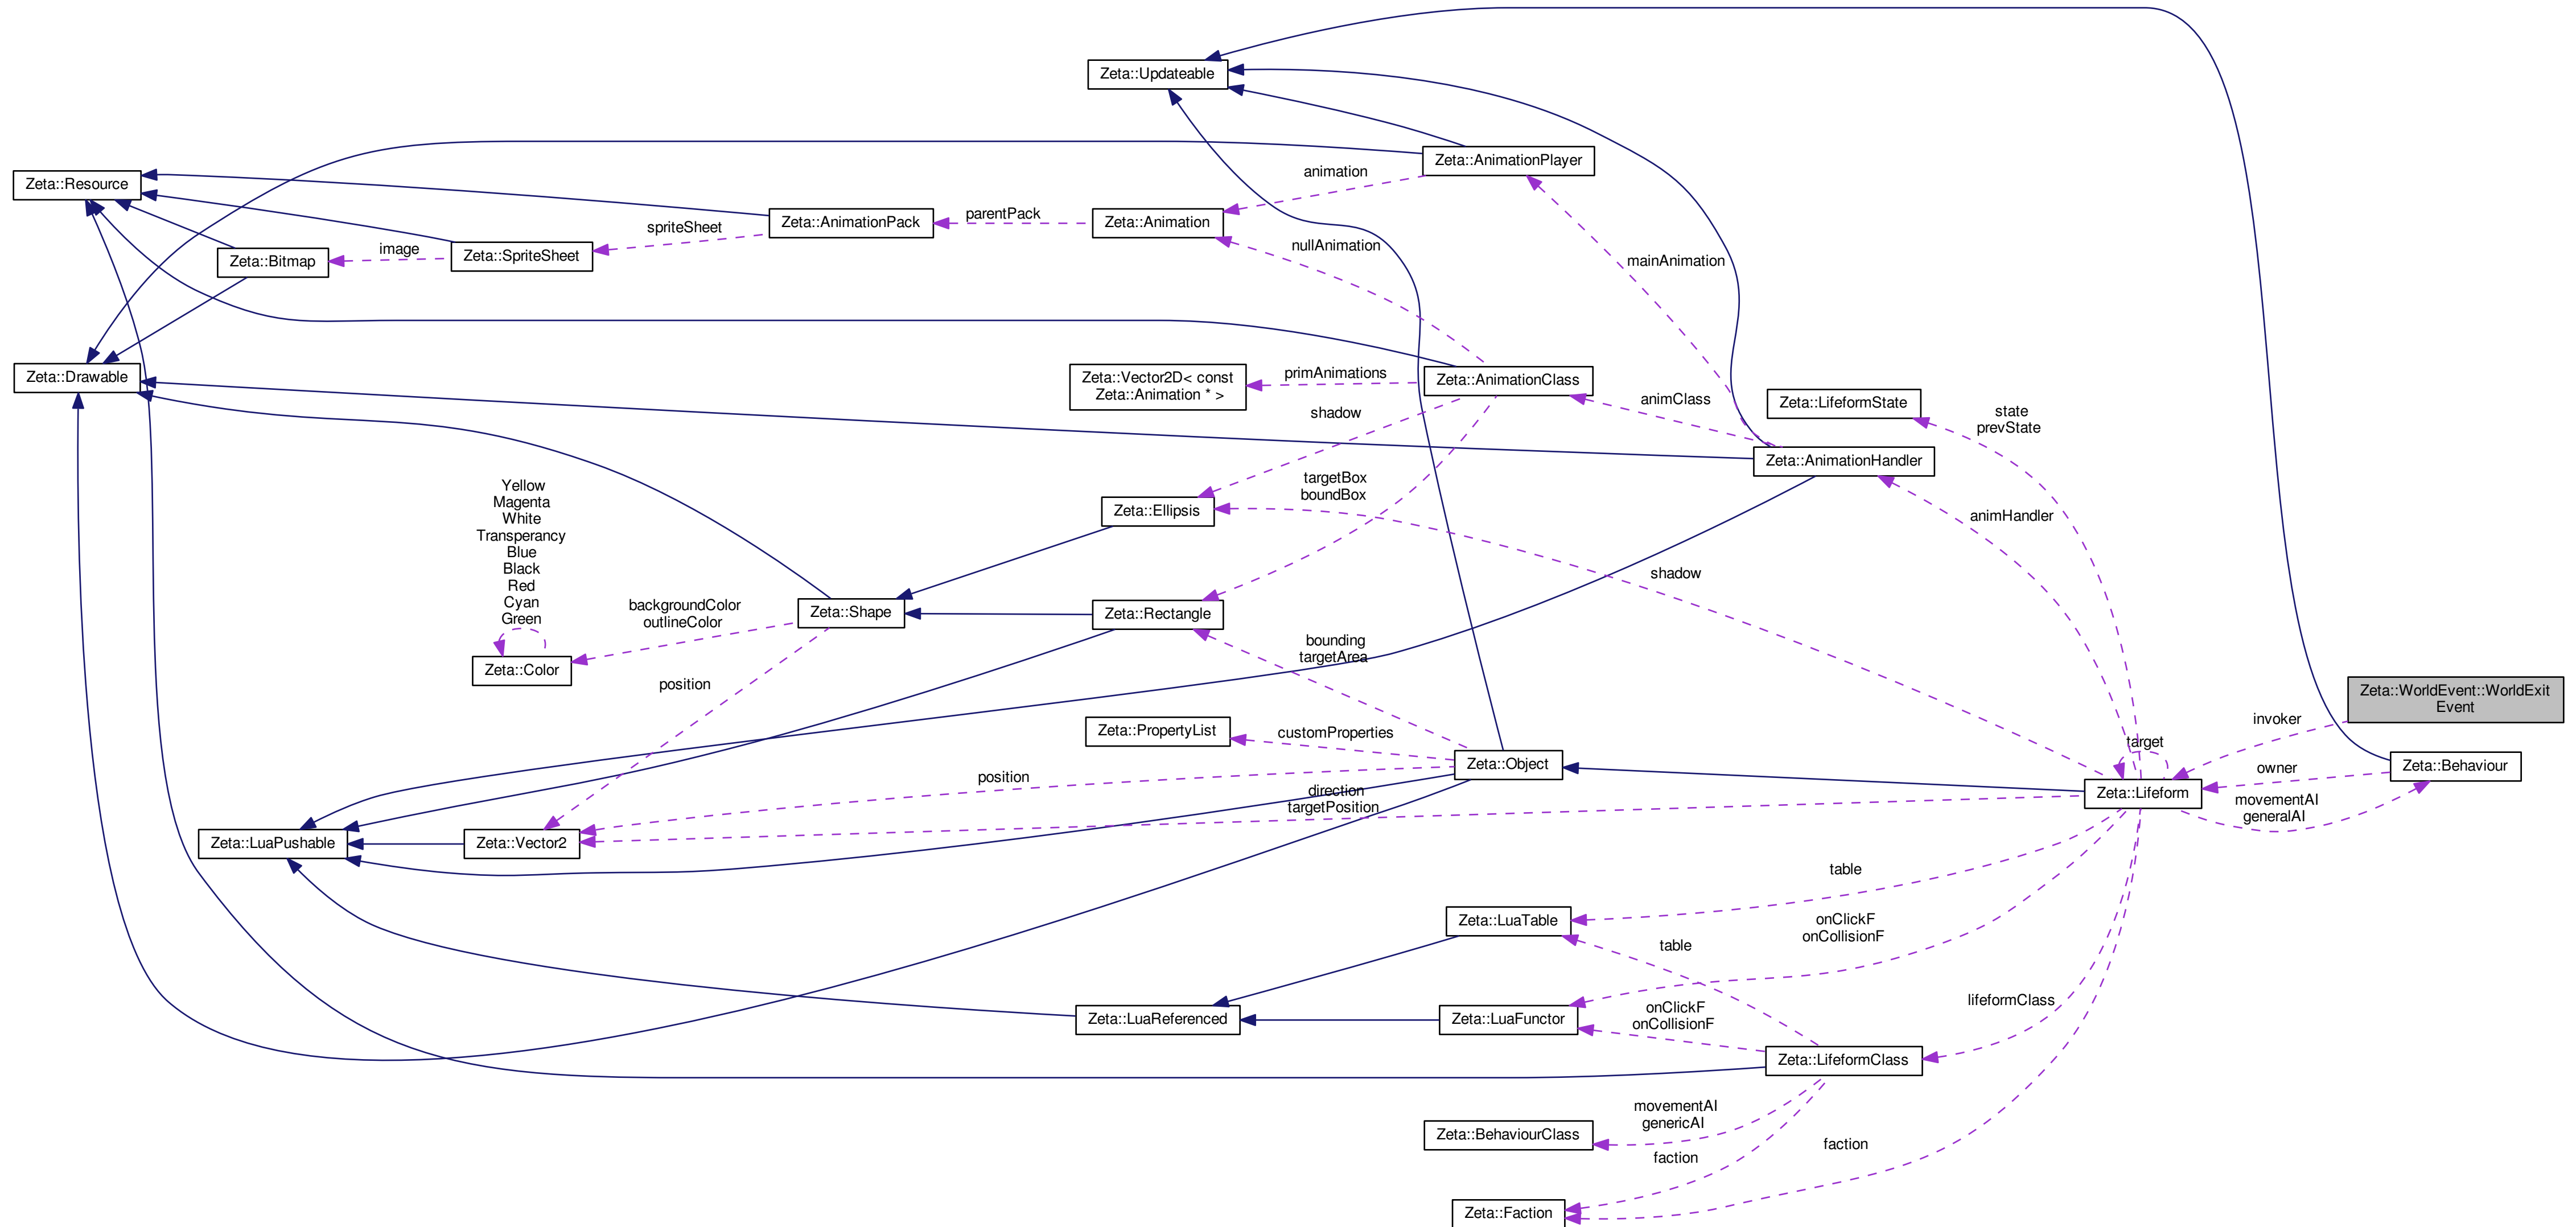 Zeta::Updateable
Zeta::AnimationPlayer
animation
Zeta::Resource
parentPack
Zeta::Animation
Zeta::AnimationPack
spriteSheet
nullAnimation
image
Zeta::SpriteSheet
Zeta::Bitmap
mainAnimation
Zeta::Drawable
Zeta::Vector2D< const
Zeta::Animation * >
primAnimations
Zeta::AnimationClass
animClass
Zeta::LifeformState
state
prevState
shadow
Zeta::AnimationHandler
targetBox
boundBox
Yellow
Magenta
White
Transperancy
Blue
Black
Red
Cyan
Green
Zeta::Ellipsis
animHandler
shadow
backgroundColor
outlineColor
Zeta::Shape
Zeta::Rectangle
bounding
targetArea
Zeta::Color
position
Zeta::WorldEvent::WorldExit
Event
invoker
Zeta::PropertyList
customProperties
target
Zeta::Object
Zeta::Behaviour
owner
position
direction
targetPosition
Zeta::Lifeform
movementAI
generalAI
Zeta::LuaPushable
Zeta::Vector2
table
Zeta::LuaTable
onClickF
onCollisionF
table
lifeformClass
onClickF
onCollisionF
Zeta::LuaReferenced
Zeta::LuaFunctor
Zeta::LifeformClass
movementAI
genericAI
Zeta::BehaviourClass
faction
faction
Zeta::Faction